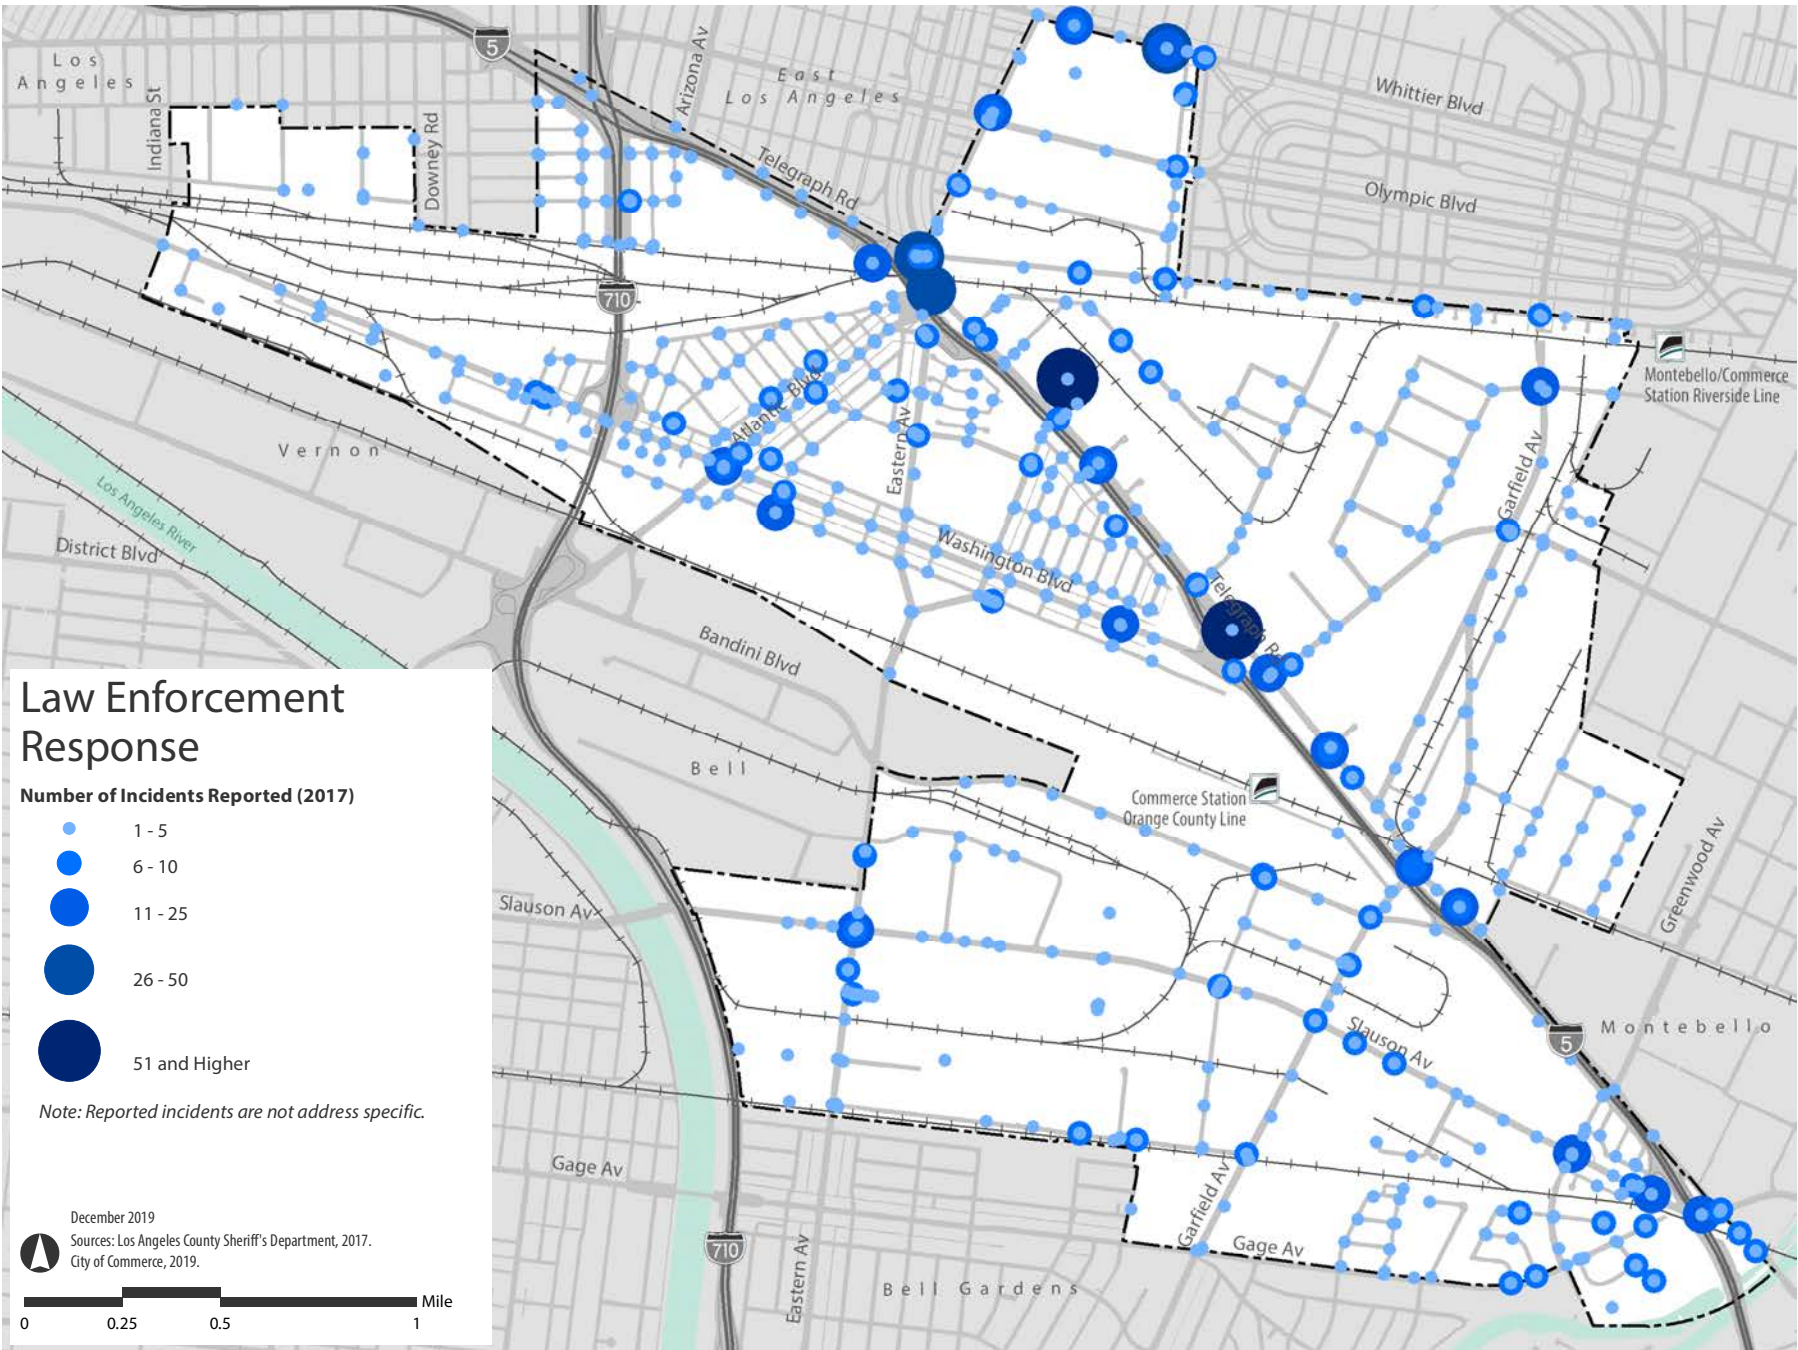 5
Los
Angeles
Indiana St
Downey Rd
Arizona Av
East
Los Angeles
Telegraph Rd
Whittier Blvd
Olympic Blvd
710
Montebello/Commerce
Station Riverside Line
Atlantic Blvd
Eastern Av
Garfield Av
Vernon
Los Angeles River
District Blvd
Washington Blvd
Telegraph Rd
Bandini Blvd
Bell
Commerce Station
Orange County Line
Greenwood Av
Slauson Av
Slauson Av
5
Montebello
Gage Av
Garfield Av
Gage Av
710
Eastern Av
Bell Gardens
Law Enforcement
Response
Number of Incidents Reported (2017)
1 - 5
6 - 10
11 - 25
26 - 50
51 and Higher
Note: Reported incidents are not address specific.
December 2019
Sources: Los Angeles County Sheriff's Department, 2017.
City of Commerce, 2019.
Mile
0 0.25 0.5 1